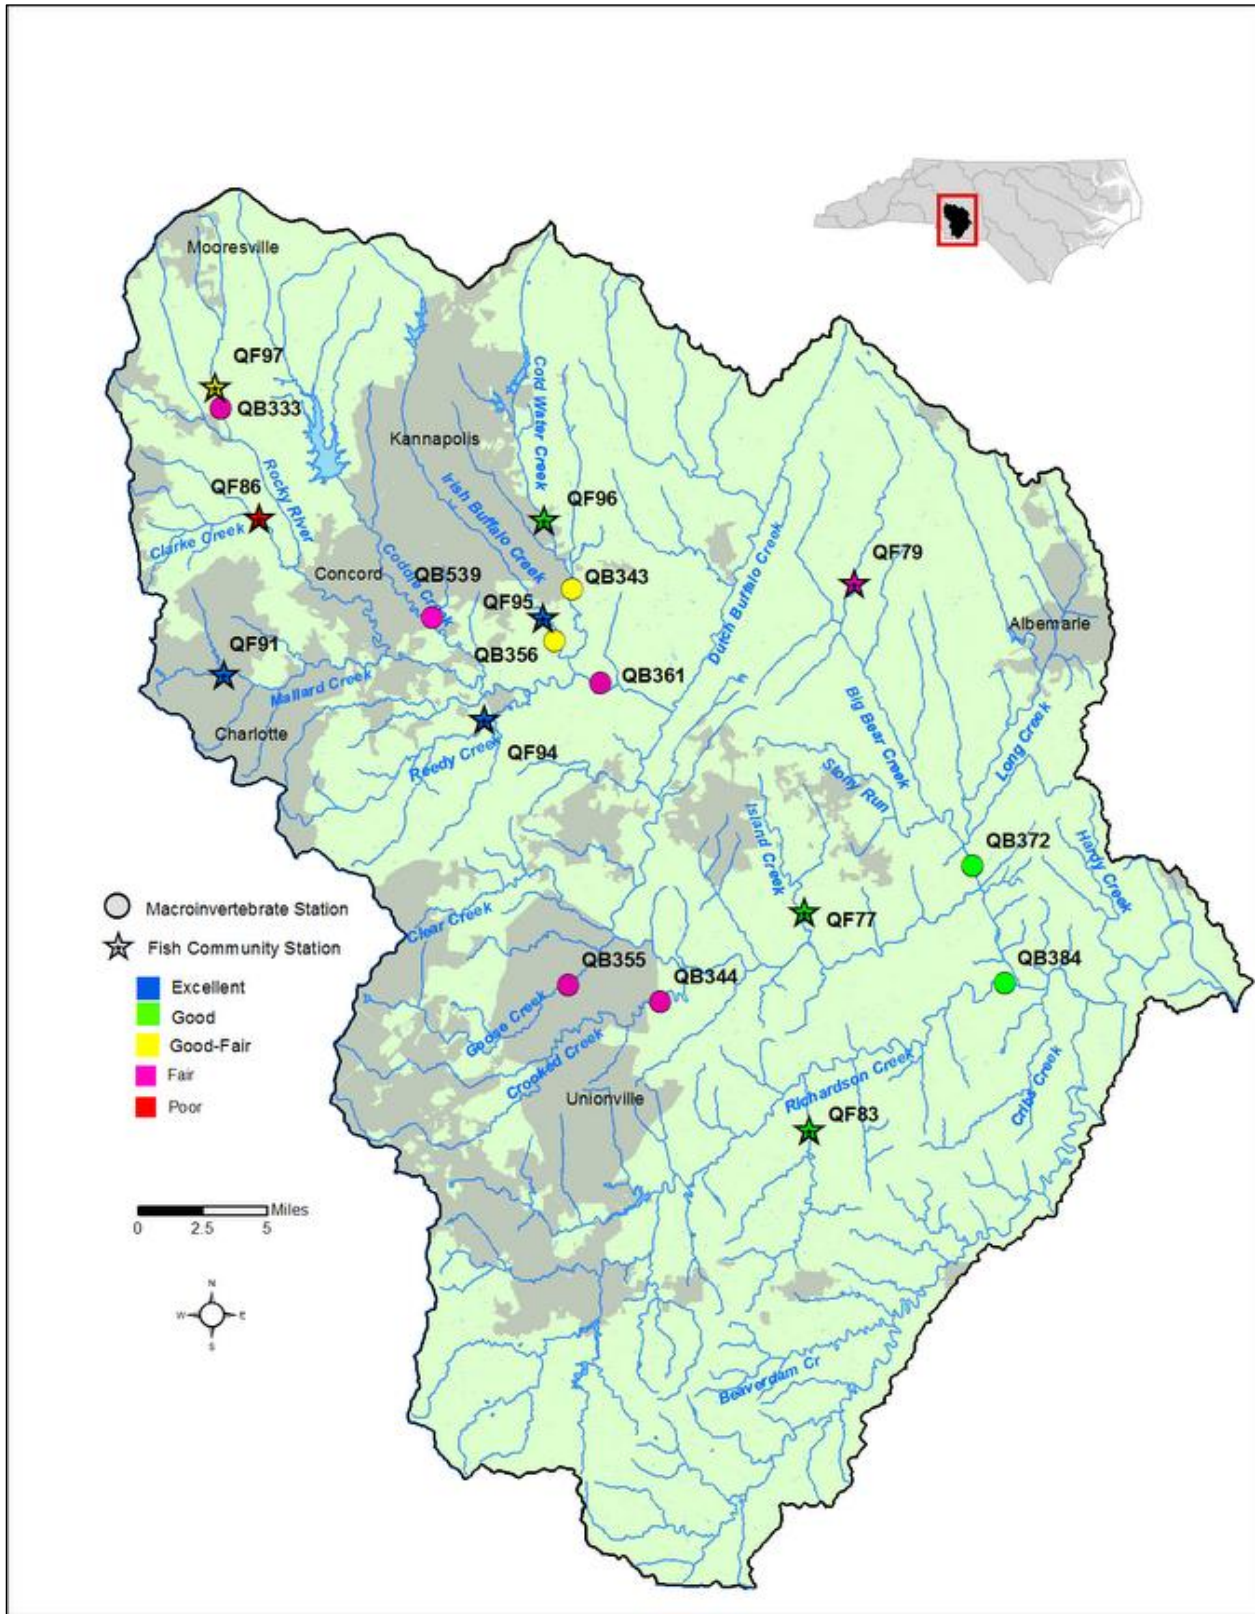 Mooresville
QF97
QB333
Kannapolis
Cold Water Creek
QF86
Rocky River
Irish Buffalo Creek
QF96
Clarke Creek
Concord
Coddle Creek
QB539
QF95
QB343
QF79
Dutch Buffalo Creek
Albemarle
QF91
QB356
QB361
Mallard Creek
Charlotte
Reedy Creek
QF94
Big Bear Creek
Long Creek
Stony Run
Island Creek
QB372
Hardy Creek
Macroinvertebrate Station
Clear Creek
QF77
Fish Community Station
QB355
QB344
QB384
Excellent
Good
Good-Fair
Fair
Poor
Goose Creek
Crooked Creek
Unionville
Richardson Creek
Cribs Creek
QF83
Miles
0 2.5 5
N
W E
S
Beaverdam Cr